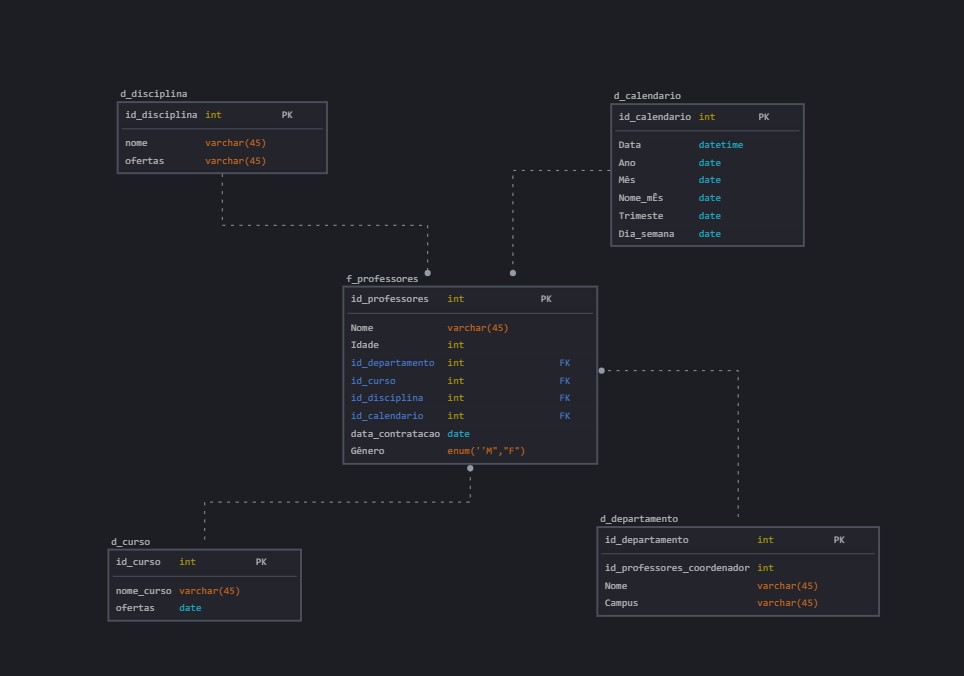 d_disciplina
id_disciplina int PK
nome varchar(45)
ofertas varchar(45)
d_calendario
id_calendario int PK
Data datetime
Ano date
Mês date
Nome_mÊs date
Trimeste date
Dia_semana date
f_professores
id_professores int PK
Nome varchar(45)
Idade int
id_departamento int FK
id_curso int FK
id_disciplina int FK
id_calendario int FK
data_contratacao date
Gênero enum(''M","F")
d_curso
id_curso int PK
nome_curso varchar(45)
ofertas date
d_departamento
id_departamento int PK
id_professores_coordenador int
Nome varchar(45)
Campus varchar(45)